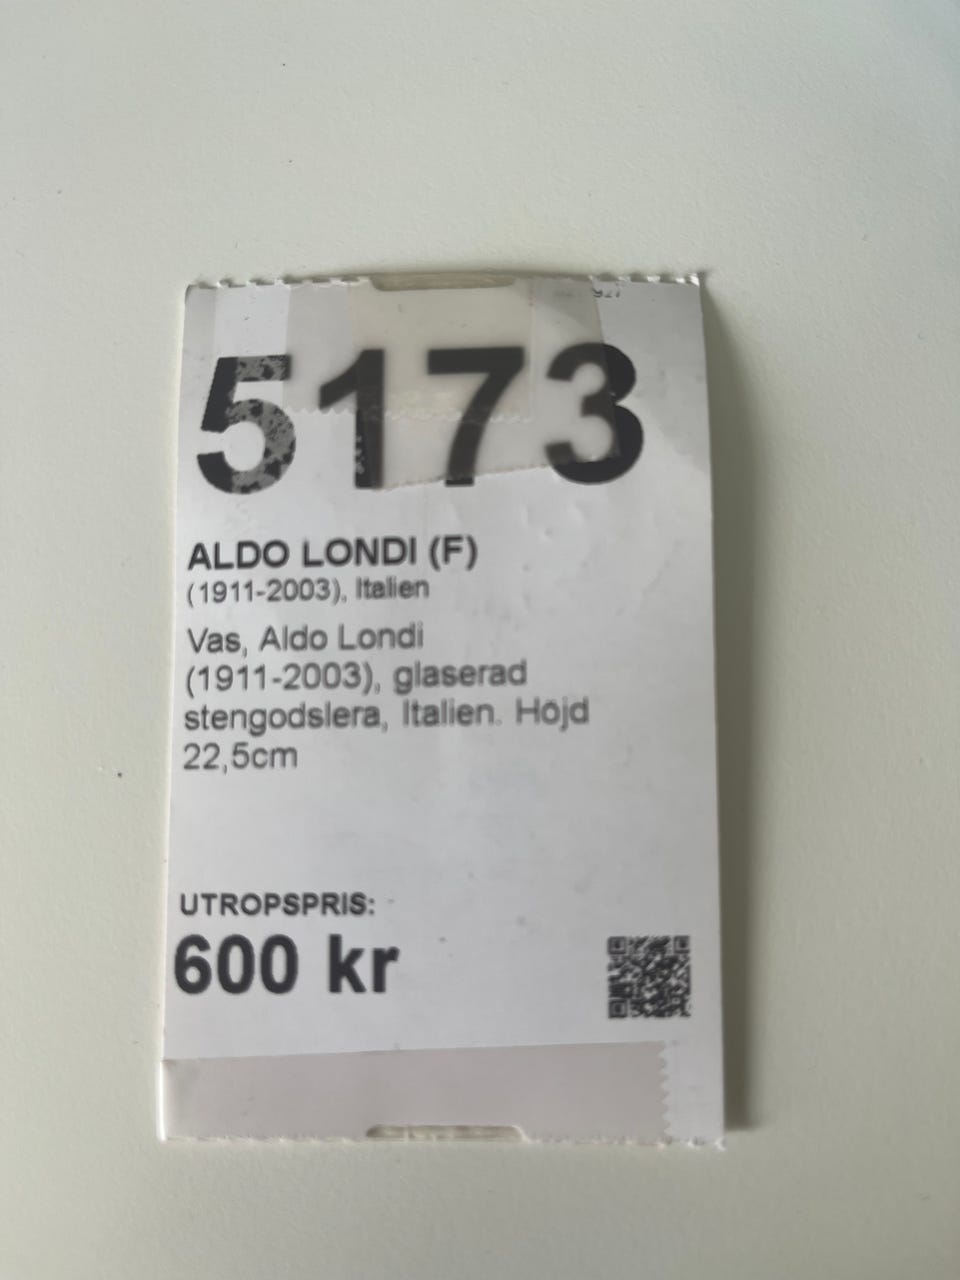 5173
ALDO LONDI (F)
(1911-2003), Italien
Vas, Aldo Londi
(1911-2003), glaserad
stengodslera, Italien. Höjd
22,5cm
UTROPSPRIS:
600 kr